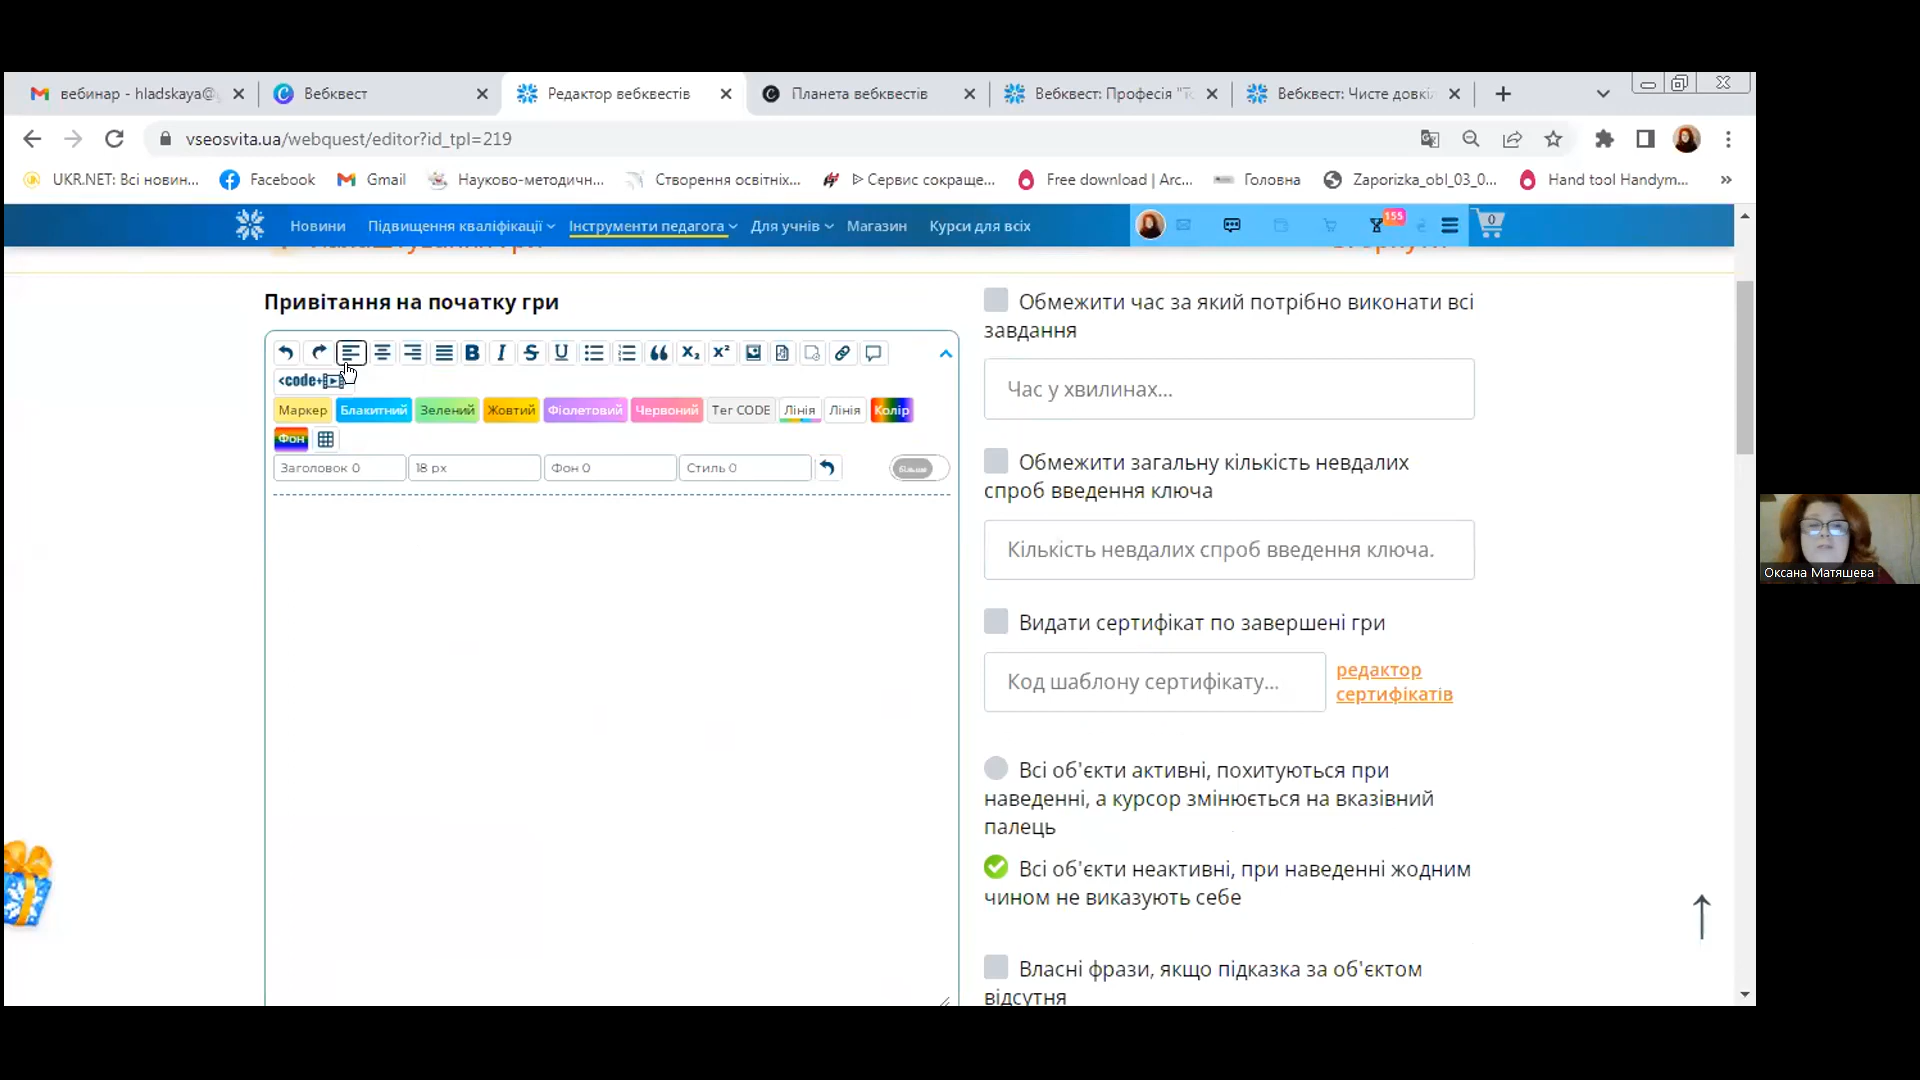 вебинар - hladskaya@
Вебквест
Редактор вебквестів
Планета вебквестів
Вебквест: Професія "Т
Вебквест: Чисте довкі
vseosvita.ua/webquest/editor?id_tpl=219
UKR.NET: Всі новин...
Facebook
Gmail
Науково-методичн...
Створення освітніх...
ᐅ Сервис сокраще...
Free download | Arc...
Головна
Zaporizka_obl_03_0...
Hand tool Handym...
»
Новини
Підвищення кваліфікації
Інструменти педагога
Для учнів
Магазин
Курси для всіх
155
0
Привітання на початку гри
<code+
Маркер
Блакитний
Зелений
Жовтий
Фіолетовий
Червоний
Тег CODE
Лінія
Лінія
Колір
Фон
Заголовок 0
18 px
Фон 0
Стиль 0
більше
Обмежити час за який потрібно виконати всі
завдання
Час у хвилинах...
Обмежити загальну кількість невдалих
спроб введення ключа
Кількість невдалих спроб введення ключа.
Видати сертифікат по завершені гри
Код шаблону сертифікату...
редактор
сертифікатів
Всі об'єкти активні, похитуються при
наведенні, а курсор змінюється на вказівний
палець
Всі об'єкти неактивні, при наведенні жодним
чином не виказують себе
Власні фрази, якщо підказка за об'єктом
відсутня
Оксана Матяшева